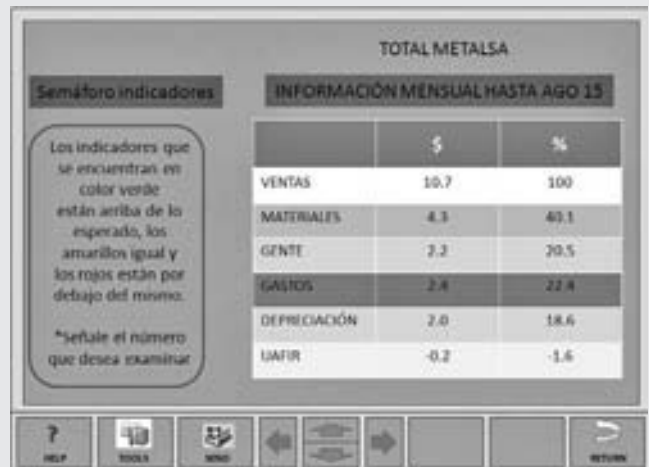 TOTAL METALSA
Semáforo indicadores
INFORMACIÓN MENSUAL HASTA AGO 15
Los indicadores que
se encuentran en
color verde
están arriba de lo
esperado, los
amarillos igual y
los rojos están por
debajo del mismo.
*Señale el número
que desea examinar
$ %
VENTAS 10.7 100
MATERIALES 4.3 40.1
GENTE 2.2 20.5
GASTOS 2.4 22.4
DEPRECIACIÓN 2.0 18.6
UAFIR -0.2 -1.6
? HELP TOOLS SEND RETURN